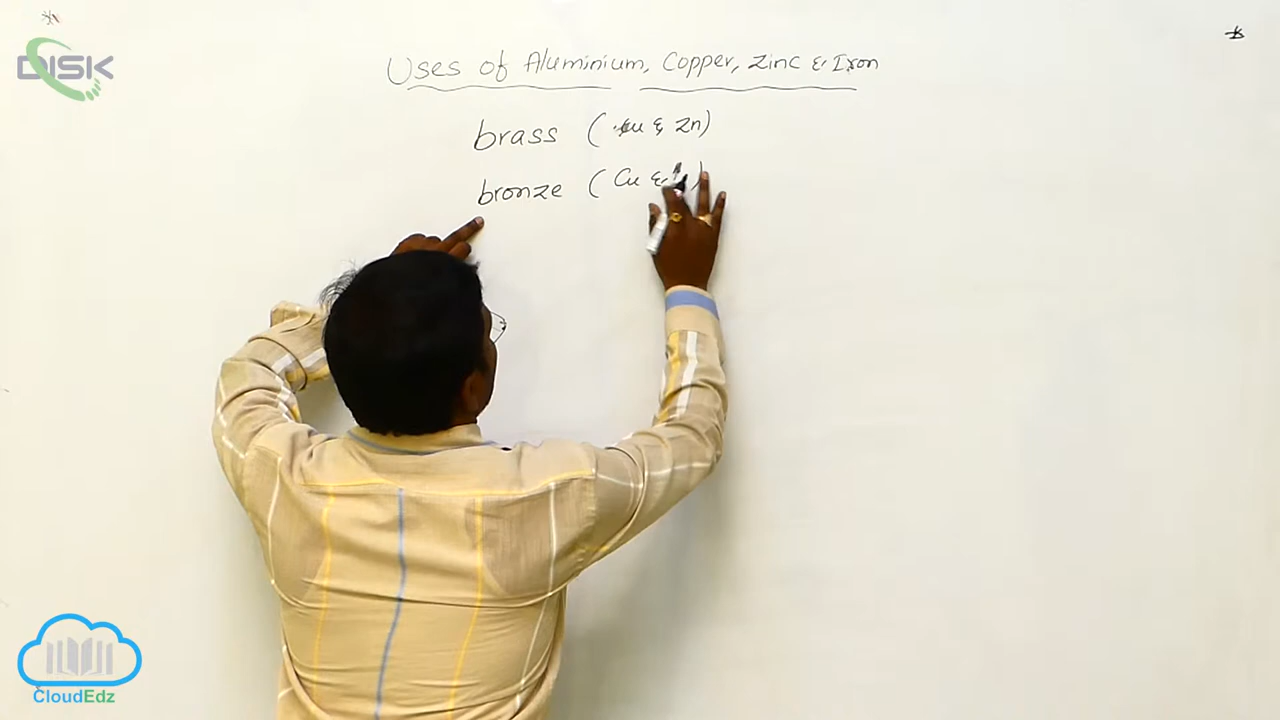 DISK
Uses of Aluminium, Copper, Zinc & Iron
brass (Cu & Zn)
bronze (Cu & )
CloudEdz